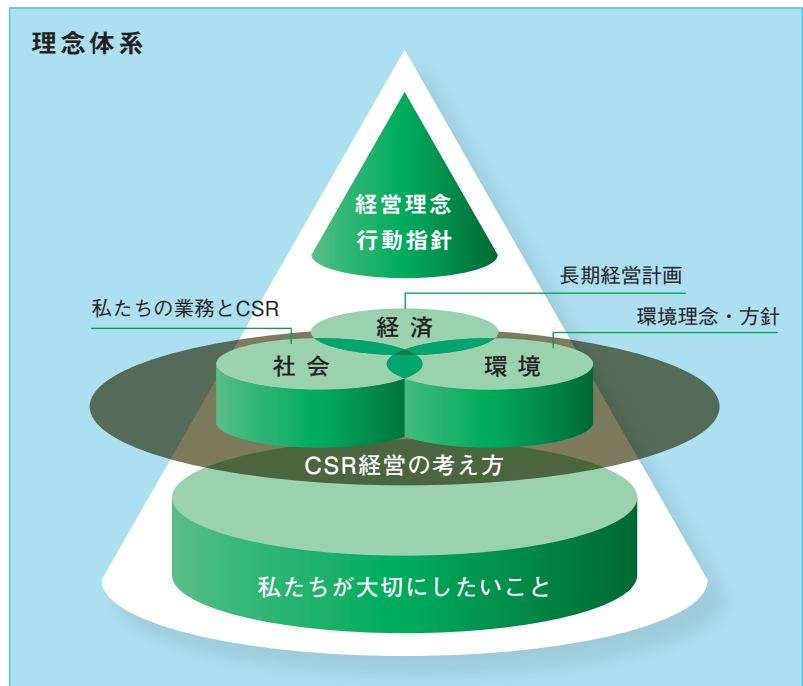 理念体系
経営理念
行動指針
長期経営計画
私たちの業務とCSR
環境理念・方針
経済
社会
環境
CSR経営の考え方
私たちが大切にしたいこと